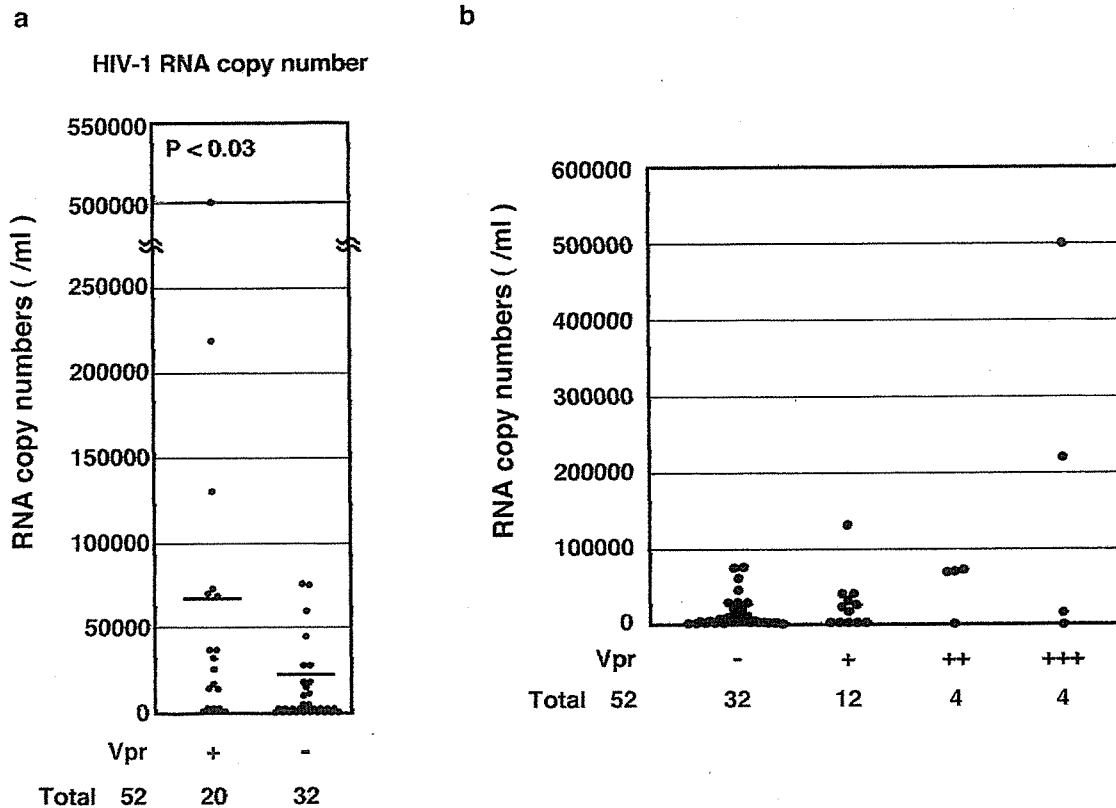 a
HIV-1 RNA copy number
RNA copy numbers ( /ml )
550000
500000
250000
200000
150000
100000
50000
0
P < 0.03
Vpr + -
Total 52 20 32
b
RNA copy numbers ( /ml )
600000
500000
400000
300000
200000
100000
0
Vpr - + ++ +++
Total 52 32 12 4 4